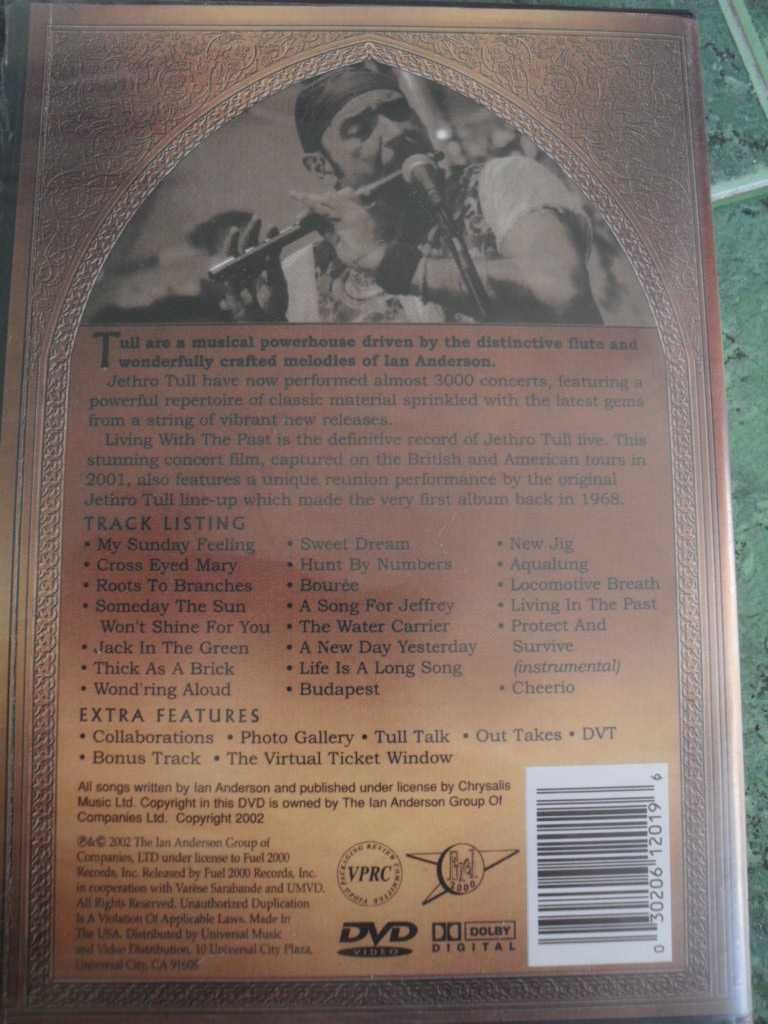 Tull are a musical powerhouse driven by the distinctive flute and
wonderfully crafted melodies of Ian Anderson.
Jethro Tull have now performed almost 3000 concerts, featuring a
powerful repertoire of classic material sprinkled with the latest gems
from a string of vibrant new releases.
Living With The Past is the definitive record of Jethro Tull live. This
stunning concert film, captured on the British and American tours in
2001, also features a unique reunion performance by the original
Jethro Tull line-up which made the very first album back in 1968.
TRACK LISTING
• My Sunday Feeling
• Cross Eyed Mary
• Roots To Branches
• Someday The Sun
Won't Shine For You
• Jack In The Green
• Thick As A Brick
• Wond'ring Aloud
• Sweet Dream
• Hunt By Numbers
• Bourée
• A Song For Jeffrey
• The Water Carrier
• A New Day Yesterday
• Life Is A Long Song
• Budapest
• New Jig
• Aqualung
• Locomotive Breath
• Living In The Past
• Protect And
Survive
(instrumental)
• Cheerio
EXTRA FEATURES
• Collaborations • Photo Gallery • Tull Talk • Out Takes • DVT
• Bonus Track • The Virtual Ticket Window
All songs written by Ian Anderson and published under license by Chrysalis
Music Ltd. Copyright in this DVD is owned by The Ian Anderson Group Of
Companies Ltd. Copyright 2002
℗&© 2002 The Ian Anderson Group of
Companies, LTD under license to Fuel 2000
Records, Inc. Released by Fuel 2000 Records, Inc.
in cooperation with Varèse Sarabande and UMVD.
All Rights Reserved. Unauthorized Duplication
Is A Violation Of Applicable Laws. Made In
The USA. Distributed by Universal Music
and Video Distribution, 10 Universal City Plaza,
Universal City, CA 91608
VIDEO PACKAGING REVIEW COMMITTEE
VPRC
2000
DVD
VIDEO
DOLBY
DIGITAL
0 30206 12019 6